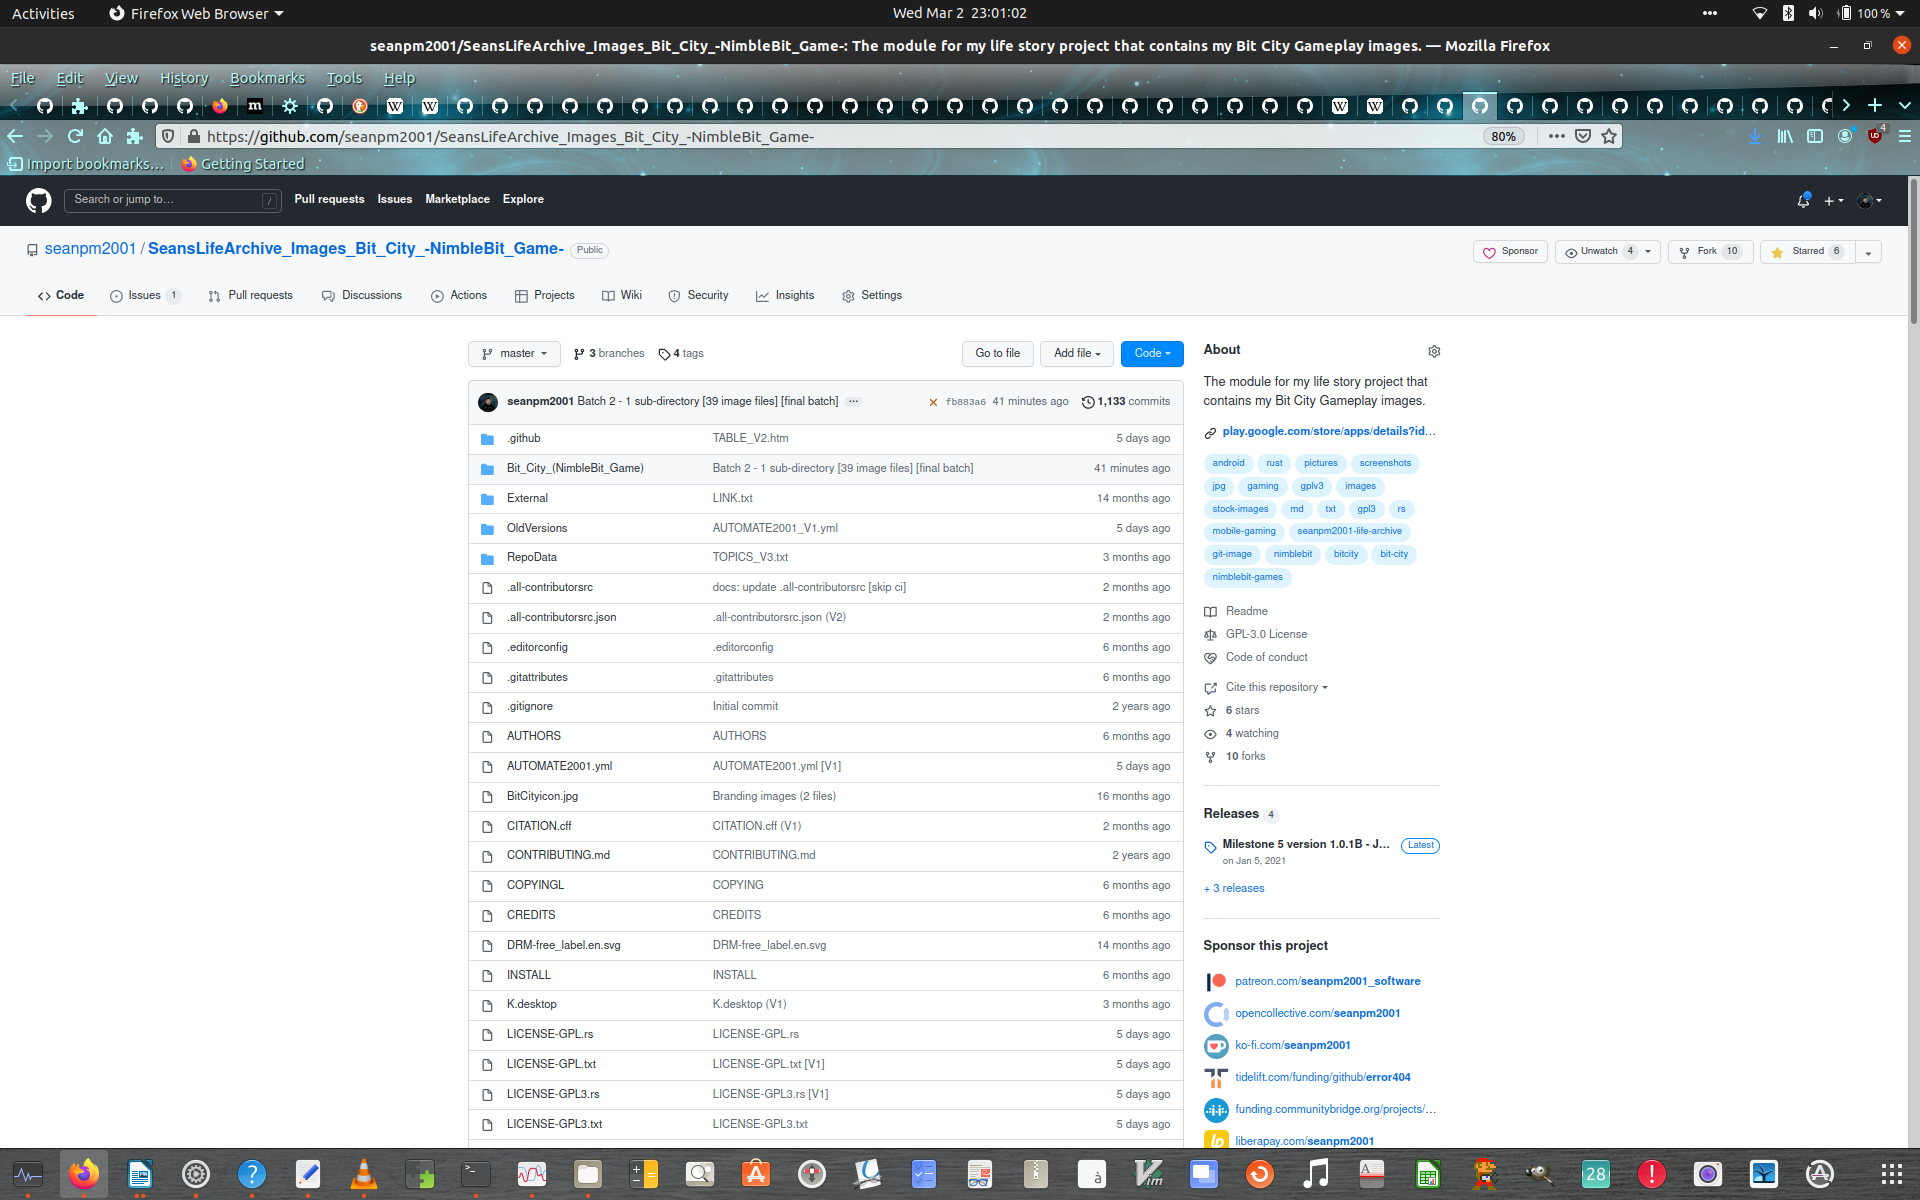 Activities
Firefox Web Browser
Wed Mar 2 23:01:02
100 %
seanpm2001/SeansLifeArchive_Images_Bit_City_-NimbleBit_Game-: The module for my life story project that contains my Bit City Gameplay images. — Mozilla Firefox
File Edit View History Bookmarks Tools Help
https://github.com/seanpm2001/SeansLifeArchive_Images_Bit_City_-NimbleBit_Game-
80%
4
Import bookmarks…
Getting Started
Search or jump to…
/
Pull requests Issues Marketplace Explore
seanpm2001 / SeansLifeArchive_Images_Bit_City_-NimbleBit_Game- Public
Sponsor
Unwatch 4
Fork 10
Starred 6
Code
Issues 1
Pull requests
Discussions
Actions
Projects
Wiki
Security
Insights
Settings
master
3 branches
4 tags
Go to file
Add file
Code
seanpm2001 Batch 2 - 1 sub-directory [39 image files] [final batch] ...
fb883a6 41 minutes ago
1,133 commits
.github TABLE_V2.htm 5 days ago
Bit_City_(NimbleBit_Game) Batch 2 - 1 sub-directory [39 image files] [final batch] 41 minutes ago
External LINK.txt 14 months ago
OldVersions AUTOMATE2001_V1.yml 5 days ago
RepoData TOPICS_V3.txt 3 months ago
.all-contributorsrc docs: update .all-contributorsrc [skip ci] 2 months ago
.all-contributorsrc.json .all-contributorsrc.json (V2) 2 months ago
.editorconfig .editorconfig 6 months ago
.gitattributes .gitattributes 6 months ago
.gitignore Initial commit 2 years ago
AUTHORS AUTHORS 6 months ago
AUTOMATE2001.yml AUTOMATE2001.yml [V1] 5 days ago
BitCityicon.jpg Branding images (2 files) 16 months ago
CITATION.cff CITATION.cff (V1) 2 months ago
CONTRIBUTING.md CONTRIBUTING.md 2 years ago
COPYINGL COPYING 6 months ago
CREDITS CREDITS 6 months ago
DRM-free_label.en.svg DRM-free_label.en.svg 14 months ago
INSTALL INSTALL 6 months ago
K.desktop K.desktop (V1) 3 months ago
LICENSE-GPL.rs LICENSE-GPL.rs 5 days ago
LICENSE-GPL.txt LICENSE-GPL.txt [V1] 5 days ago
LICENSE-GPL3.rs LICENSE-GPL3.rs [V1] 5 days ago
LICENSE-GPL3.txt LICENSE-GPL3.txt 5 days ago
About
The module for my life story project that
contains my Bit City Gameplay images.
play.google.com/store/apps/details?id...
android rust pictures screenshots
jpg gaming gplv3 images
stock-images md txt gpl3 rs
mobile-gaming seanpm2001-life-archive
git-image nimblebit bitcity bit-city
nimblebit-games
Readme
GPL-3.0 License
Code of conduct
Cite this repository
6 stars
4 watching
10 forks
Releases 4
Milestone 5 version 1.0.1B - J... Latest
on Jan 5, 2021
+ 3 releases
Sponsor this project
patreon.com/seanpm2001_software
opencollective.com/seanpm2001
ko-fi.com/seanpm2001
tidelift.com/funding/github/error404
funding.communitybridge.org/projects/...
liberapay.com/seanpm2001
28